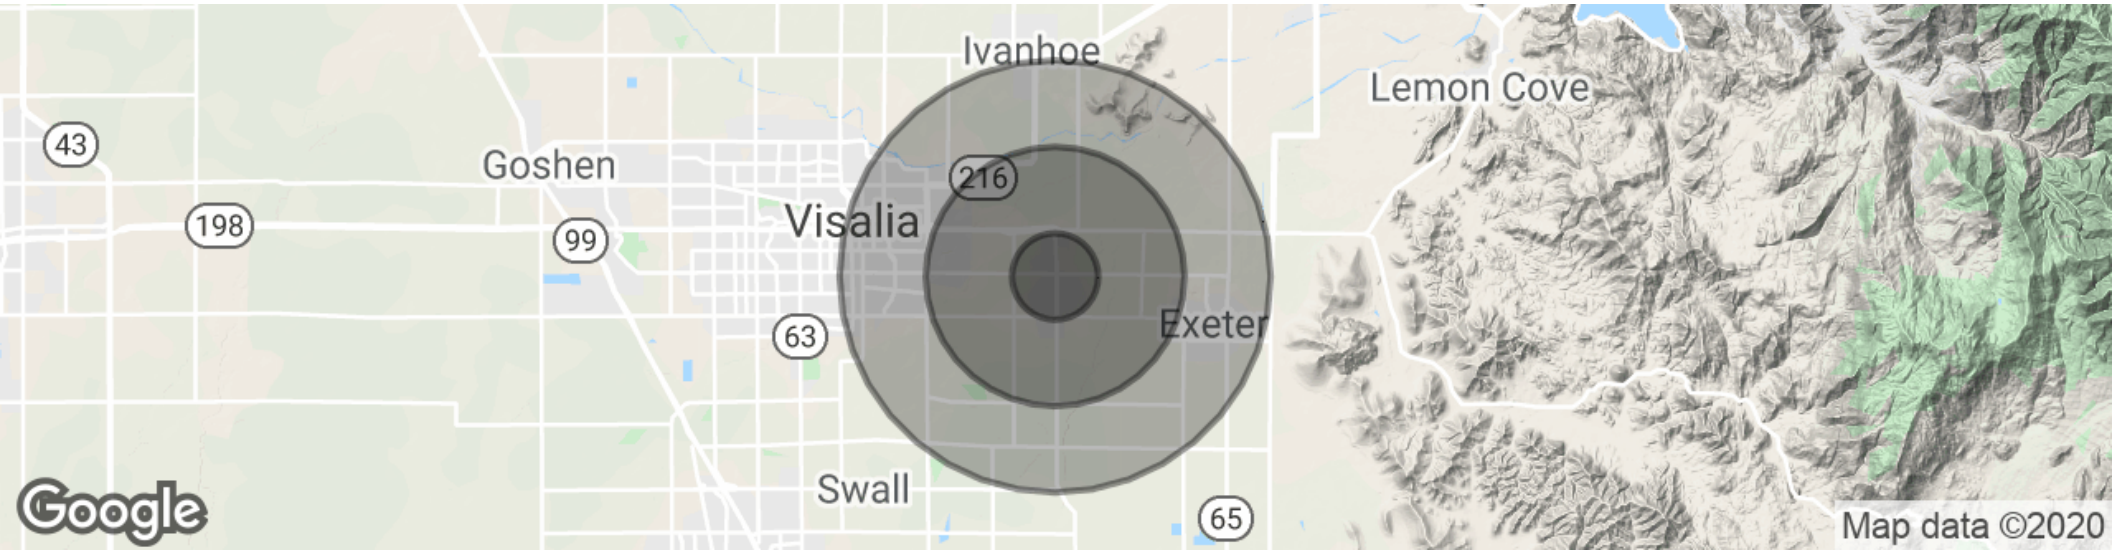 Ivanhoe
Lemon Cove
43
Goshen
216
198
Visalia
99
Exeter
63
Swall
Google
65
Map data ©2020